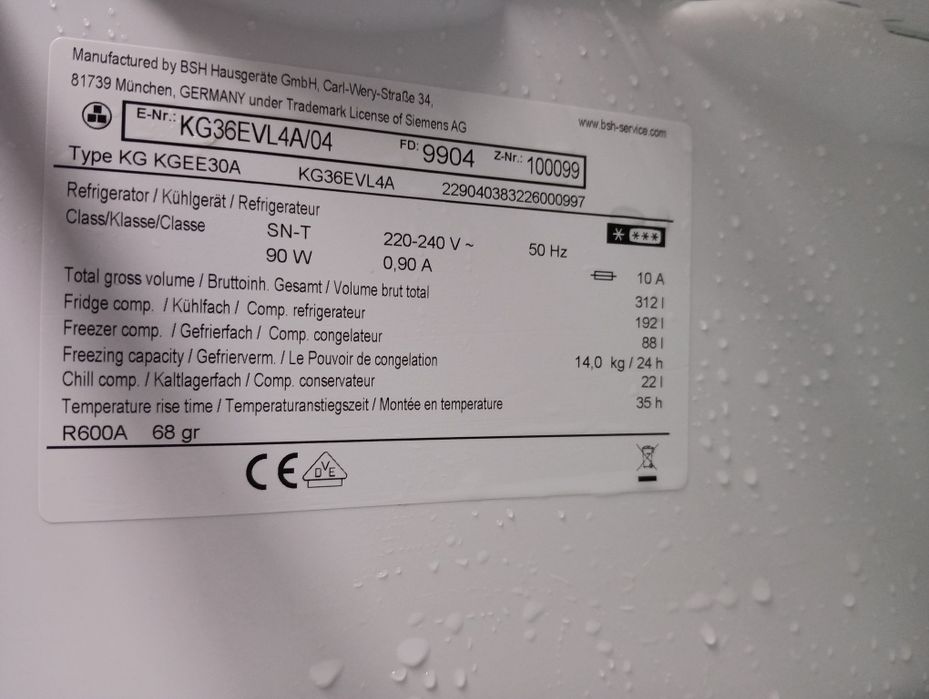 Manufactured by BSH Hausgeräte GmbH, Carl-Wery-Straße 34,
81739 München, GERMANY under Trademark License of Siemens AG
www.bsh-service.com
E-Nr.: KG36EVL4A/04 FD: 9904 Z-Nr.: 100099
Type KG KGEE30A KG36EVL4A 229040383226000997
Refrigerator / Kühlgerät / Refrigerateur
Class/Klasse/Classe SN-T 220-240 V ~ 50 Hz
90 W 0,90 A 10 A
Total gross volume / Bruttoinh. Gesamt / Volume brut total 312 l
Fridge comp. / Kühlfach / Comp. refrigerateur 192 l
Freezer comp. / Gefrierfach / Comp. congelateur 88 l
Freezing capacity / Gefrierverm. / Le Pouvoir de congelation 14,0 kg / 24 h
Chill comp. / Kaltlagerfach / Comp. conservateur 22 l
Temperature rise time / Temperaturanstiegszeit / Montée en temperature 35 h
R600A 68 gr
CE DVE